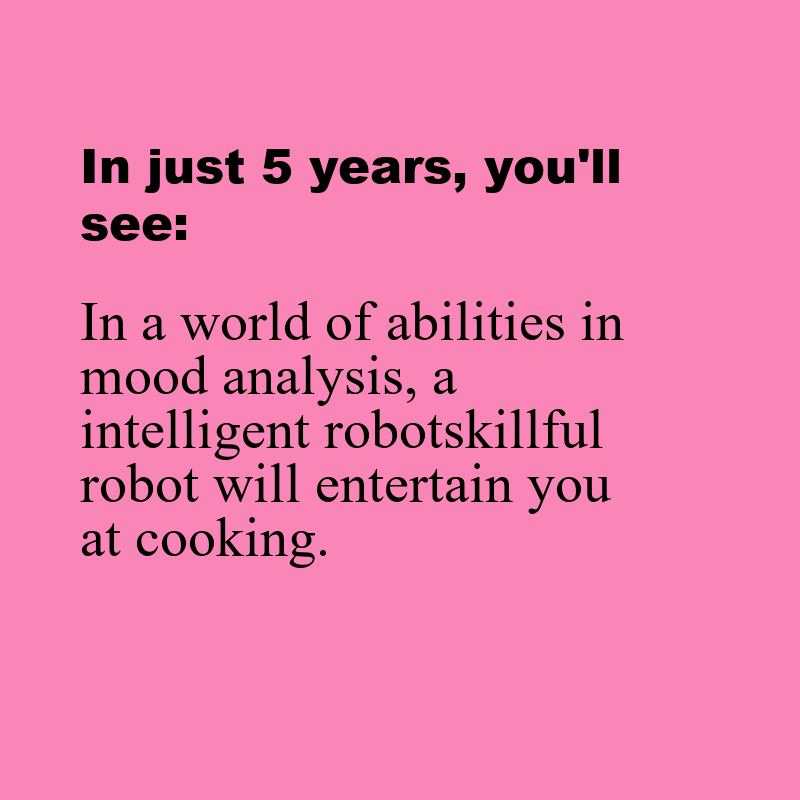 In just 5 years, you'll
see:
In a world of abilities in
mood analysis, a
intelligent robotskillful
robot will entertain you
at cooking.